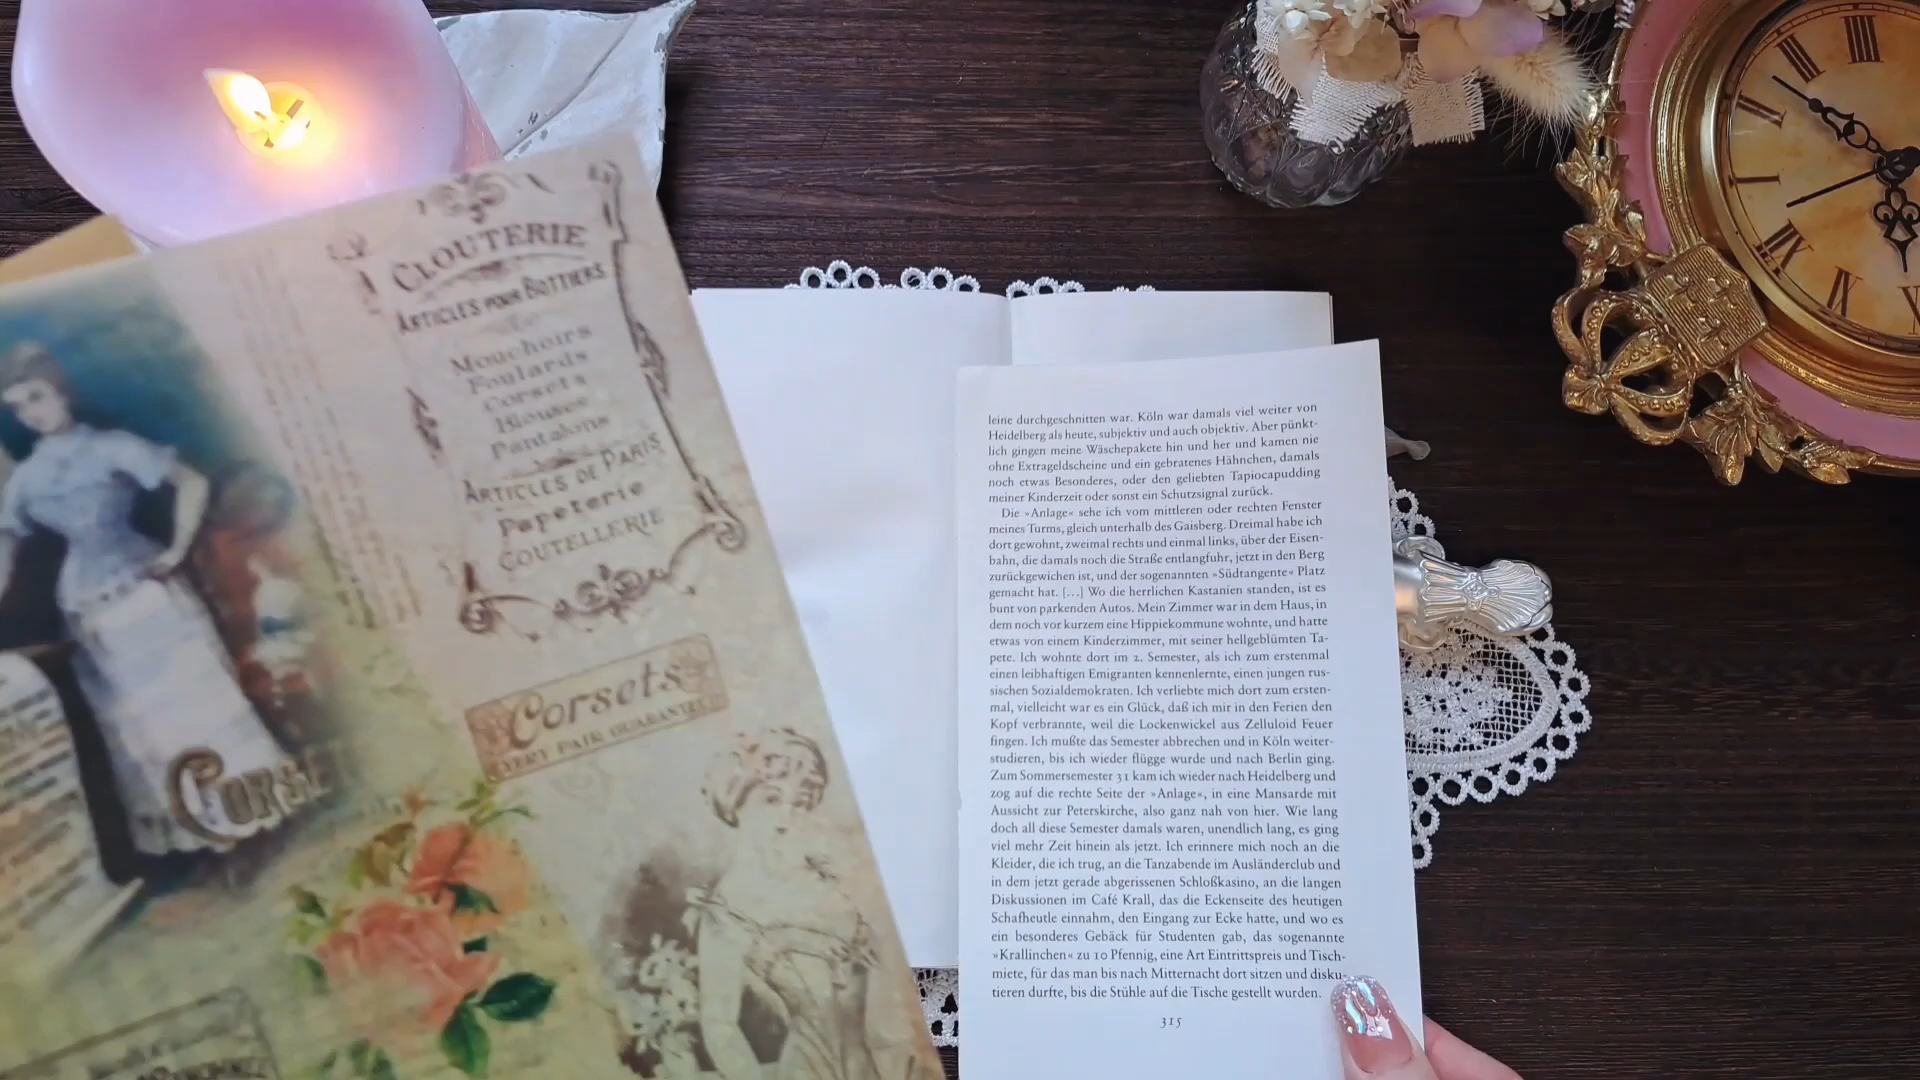 CLOUTERIE
ARTICLES POUR BOTTIERS
Mouchoirs
Foulards
Corsets
Blouses
Pantalons
ARTICLES DE PARIS
Papeterie
COUTELLERIE
Corsets
EVERY PAIR GUARANTEED
CORSE
leine durchgeschnitten war. Köln war damals viel weiter von
Heidelberg als heute, subjektiv und auch objektiv. Aber pünkt-
lich gingen meine Wäschepakete hin und her und kamen nie
ohne Extrageldscheine und ein gebratenes Hähnchen, damals
noch etwas Besonderes, oder den geliebten Tapiocapudding
meiner Kinderzeit oder sonst ein Schutzsignal zurück.
Die »Anlage« sehe ich vom mittleren oder rechten Fenster
meines Turms, gleich unterhalb des Gaisberg. Dreimal habe ich
dort gewohnt, zweimal rechts und einmal links, über der Eisen-
bahn, die damals noch die Straße entlangfuhr, jetzt in den Berg
zurückgewichen ist, und der sogenannten »Südtangente« Platz
gemacht hat. [...] Wo die herrlichen Kastanien standen, ist es
bunt von parkenden Autos. Mein Zimmer war in dem Haus, in
dem noch vor kurzem eine Hippiekommune wohnte, und hatte
etwas von einem Kinderzimmer, mit seiner hellgeblümten Ta-
pete. Ich wohnte dort im 2. Semester, als ich zum erstenmal
einen leibhaftigen Emigranten kennenlernte, einen jungen rus-
sischen Sozialdemokraten. Ich verliebte mich dort zum ersten-
mal, vielleicht war es ein Glück, daß ich mir in den Ferien den
Kopf verbrannte, weil die Lockenwickel aus Zelluloid Feuer
fingen. Ich mußte das Semester abbrechen und in Köln weiter-
studieren, bis ich wieder flügge wurde und nach Berlin ging.
Zum Sommersemester 31 kam ich wieder nach Heidelberg und
zog auf die rechte Seite der »Anlage«, in eine Mansarde mit
Aussicht zur Peterskirche, also ganz nah von hier. Wie lang
doch all diese Semester damals waren, unendlich lang, es ging
viel mehr Zeit hinein als jetzt. Ich erinnere mich noch an die
Kleider, die ich trug, an die Tanzabende im Ausländerclub und
in dem jetzt gerade abgerissenen Schloßkasino, an die langen
Diskussionen im Café Krall, das die Eckenseite des heutigen
Schafheutle einnahm, den Eingang zur Ecke hatte, und wo es
ein besonderes Gebäck für Studenten gab, das sogenannte
»Krallinchen« zu 10 Pfennig, eine Art Eintrittspreis und Tisch-
miete, für das man bis nach Mitternacht dort sitzen und disku-
tieren durfte, bis die Stühle auf die Tische gestellt wurden.
315